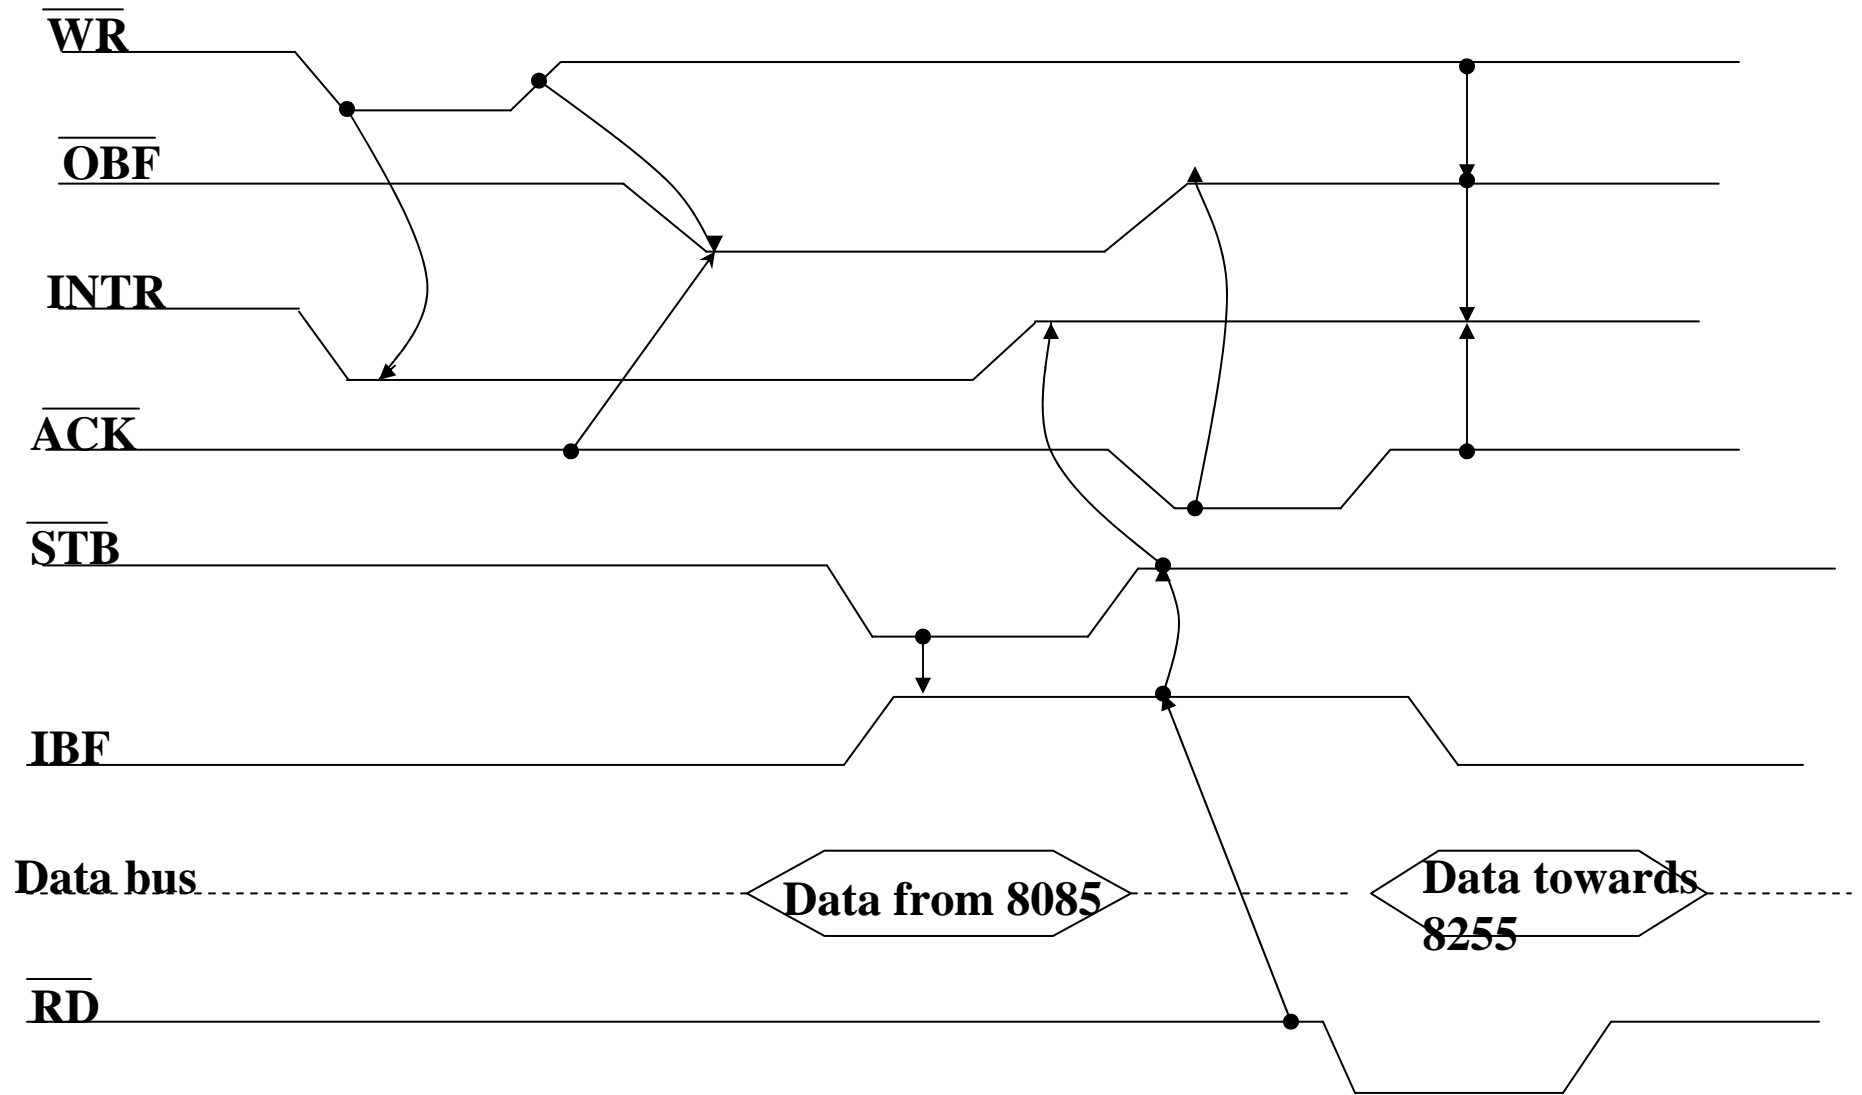 WR
OBF
INTR
ACK
STB
IBF
Data bus
Data from 8085
Data towards
8255
RD